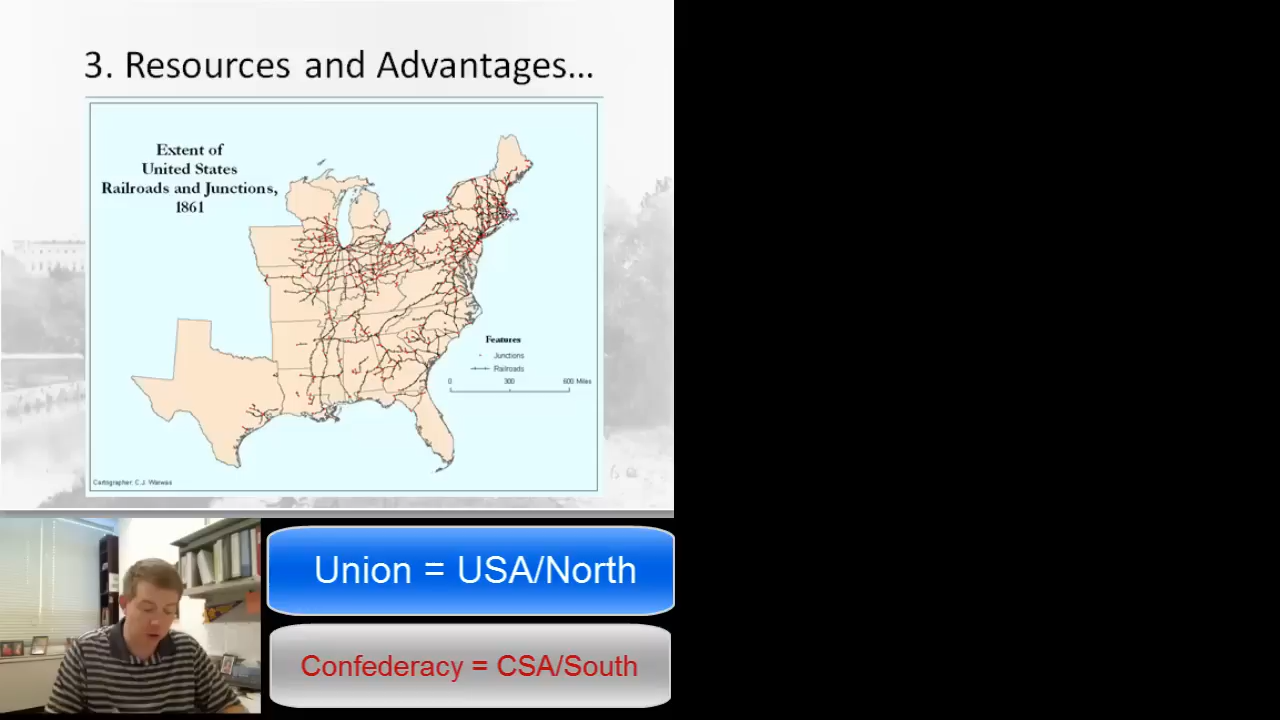 3. Resources and Advantages...
Extent of
United States
Railroads and Junctions,
1861
Features
Junctions
Railroads
0 300 600 Miles
Cartographer: C.J. Warwas
Union = USA/North
Confederacy = CSA/South